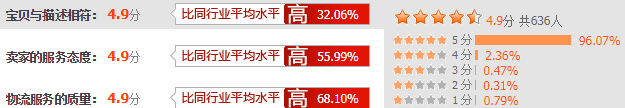 宝贝与描述相符： 4.9分 比同行业平均水平 高 32.06%
卖家的服务态度： 4.9分 比同行业平均水平 高 55.99%
物流服务的质量： 4.9分 比同行业平均水平 高 68.10%
4.9分 共636人
5分 96.07%
4分 2.36%
3分 0.47%
2分 0.31%
1分 0.79%